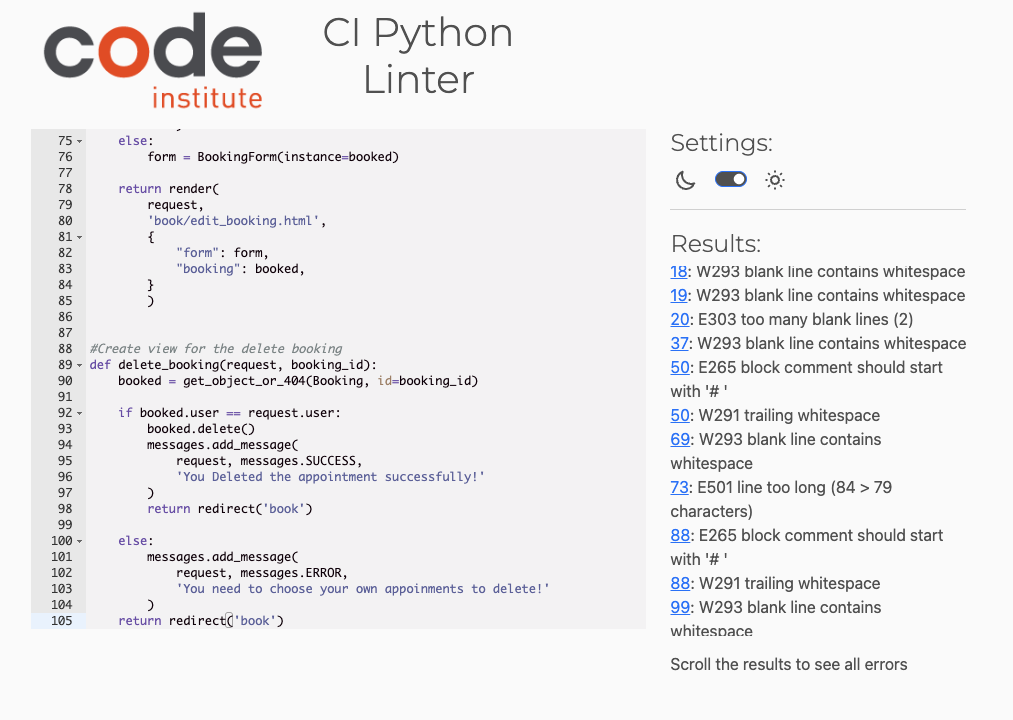 code
institute
CI Python
Linter
75 else:
76 form = BookingForm(instance=booked)
77
78 return render(
79 request,
80 'book/edit_booking.html',
81 {
82 "form": form,
83 "booking": booked,
84 }
85 )
86
87
88 #Create view for the delete booking
89 def delete_booking(request, booking_id):
90 booked = get_object_or_404(Booking, id=booking_id)
91
92 if booked.user == request.user:
93 booked.delete()
94 messages.add_message(
95 request, messages.SUCCESS,
96 'You Deleted the appointment successfully!'
97 )
98 return redirect('book')
99
100 else:
101 messages.add_message(
102 request, messages.ERROR,
103 'You need to choose your own appoinments to delete!'
104 )
105 return redirect('book')
Settings:
Results:
18: W293 blank line contains whitespace
19: W293 blank line contains whitespace
20: E303 too many blank lines (2)
37: W293 blank line contains whitespace
50: E265 block comment should start
with '# '
50: W291 trailing whitespace
69: W293 blank line contains
whitespace
73: E501 line too long (84 > 79
characters)
88: E265 block comment should start
with '# '
88: W291 trailing whitespace
99: W293 blank line contains
whitespace
Scroll the results to see all errors